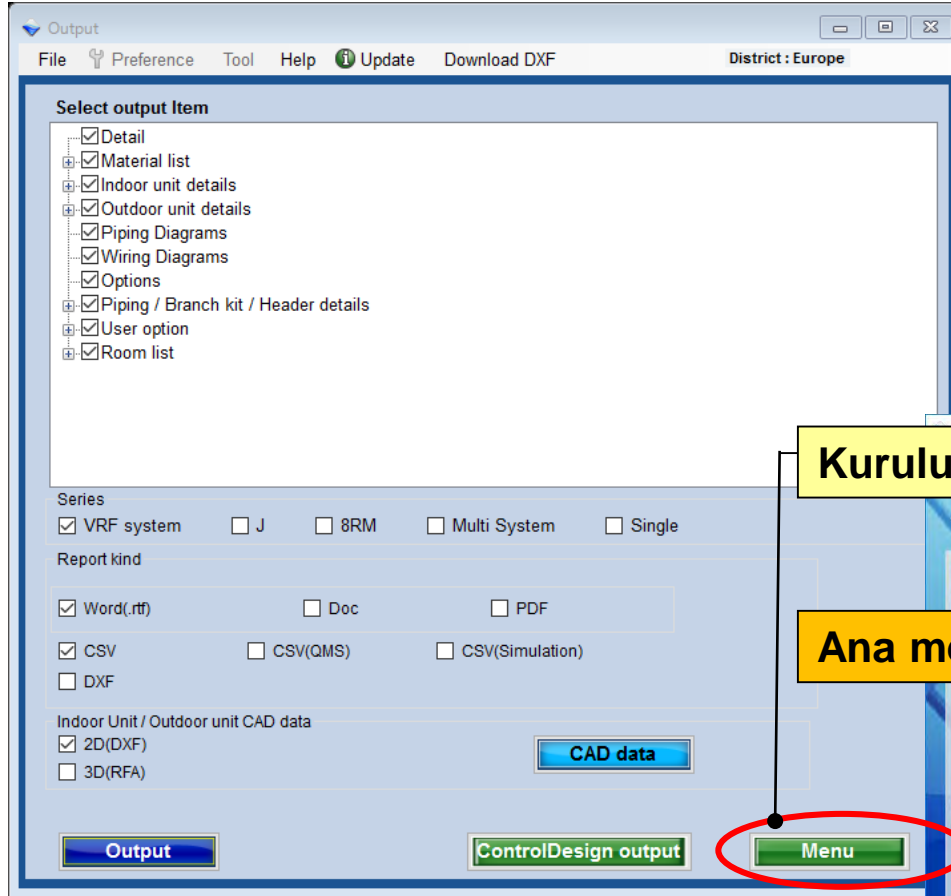 Output
File Preference Tool Help Update Download DXF District : Europe
Select output Item
Detail
Material list
Indoor unit details
Outdoor unit details
Piping Diagrams
Wiring Diagrams
Options
Piping / Branch kit / Header details
User option
Room list
Kurulu
Series
VRF system J 8RM Multi System Single
Report kind
Word(.rtf) Doc PDF
Ana m
CSV CSV(QMS) CSV(Simulation)
DXF
Indoor Unit / Outdoor unit CAD data
2D(DXF)
CAD data
3D(RFA)
Output ControlDesign output Menu